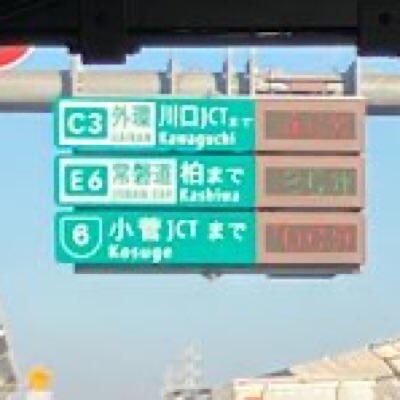 C3 外環 川口JCTまで
GAIKAN Kawaguchi
E6 常磐道 柏まで
JOBAN EXP. Kashiwa
6 小菅JCT まで
Kosuge